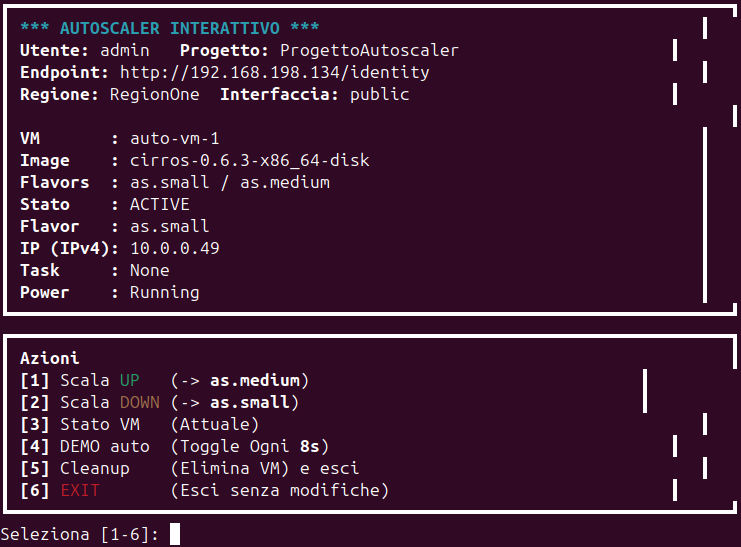 *** AUTOSCALER INTERATTIVO ***
Utente: admin   Progetto: ProgettoAutoscaler
Endpoint: http://192.168.198.134/identity
Regione: RegionOne  Interfaccia: public
VM       : auto-vm-1
Image    : cirros-0.6.3-x86_64-disk
Flavors  : as.small / as.medium
Stato    : ACTIVE
Flavor   : as.small
IP (IPv4): 10.0.0.49
Task     : None
Power    : Running
Azioni
[1] Scala UP   (-> as.medium)
[2] Scala DOWN (-> as.small)
[3] Stato VM   (Attuale)
[4] DEMO auto  (Toggle Ogni 8s)
[5] Cleanup    (Elimina VM) e esci
[6] EXIT       (Esci senza modifiche)
Seleziona [1-6]: